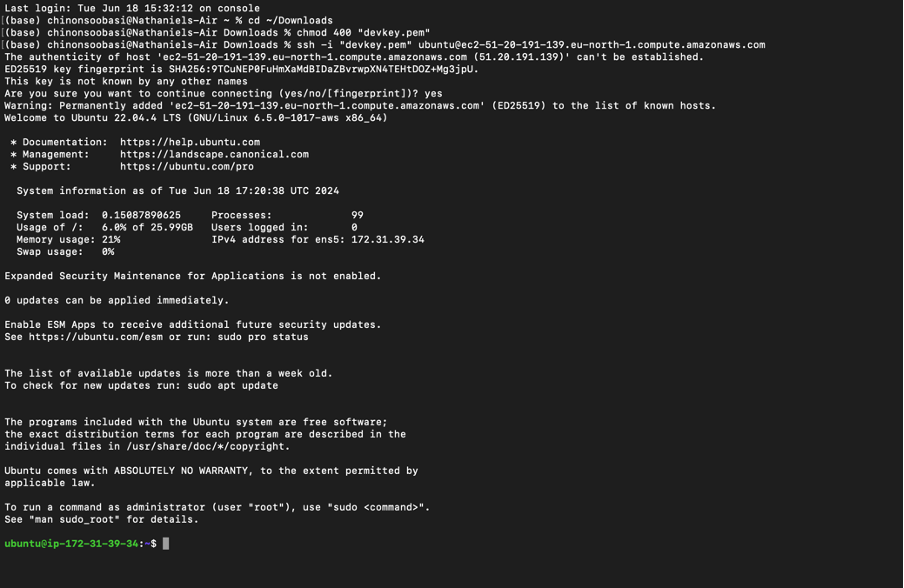 Last login: Tue Jun 18 15:32:12 on console
[(base) chinonsoobasi@Nathaniels-Air ~ % cd ~/Downloads
[(base) chinonsoobasi@Nathaniels-Air Downloads % chmod 400 "devkey.pem"
[(base) chinonsoobasi@Nathaniels-Air Downloads % ssh -i "devkey.pem" ubuntu@ec2-51-20-191-139.eu-north-1.compute.amazonaws.com
The authenticity of host 'ec2-51-20-191-139.eu-north-1.compute.amazonaws.com (51.20.191.139)' can't be established.
ED25519 key fingerprint is SHA256:9TCuNEP0FuHmXaMdBIDaZBvrwpXN4TEHtDOZ+Mg3jpU.
This key is not known by any other names
Are you sure you want to continue connecting (yes/no/[fingerprint])? yes
Warning: Permanently added 'ec2-51-20-191-139.eu-north-1.compute.amazonaws.com' (ED25519) to the list of known hosts.
Welcome to Ubuntu 22.04.4 LTS (GNU/Linux 6.5.0-1017-aws x86_64)
* Documentation:  https://help.ubuntu.com
* Management:     https://landscape.canonical.com
* Support:        https://ubuntu.com/pro
System information as of Tue Jun 18 17:20:38 UTC 2024
System load:  0.15087890625     Processes:             99
Usage of /:   6.0% of 25.99GB   Users logged in:       0
Memory usage: 21%               IPv4 address for ens5: 172.31.39.34
Swap usage:   0%
Expanded Security Maintenance for Applications is not enabled.
0 updates can be applied immediately.
Enable ESM Apps to receive additional future security updates.
See https://ubuntu.com/esm or run: sudo pro status
The list of available updates is more than a week old.
To check for new updates run: sudo apt update
The programs included with the Ubuntu system are free software;
the exact distribution terms for each program are described in the
individual files in /usr/share/doc/*/copyright.
Ubuntu comes with ABSOLUTELY NO WARRANTY, to the extent permitted by
applicable law.
To run a command as administrator (user "root"), use "sudo <command>".
See "man sudo_root" for details.
ubuntu@ip-172-31-39-34:~$